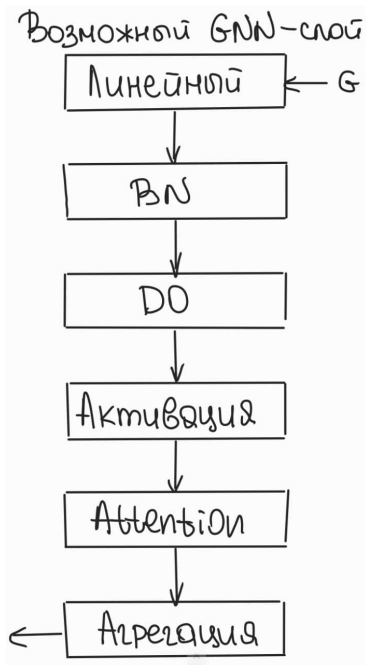 Возможный GNN-слой
Линейный
G
BN
DO
Активация
Attention
Агрегация